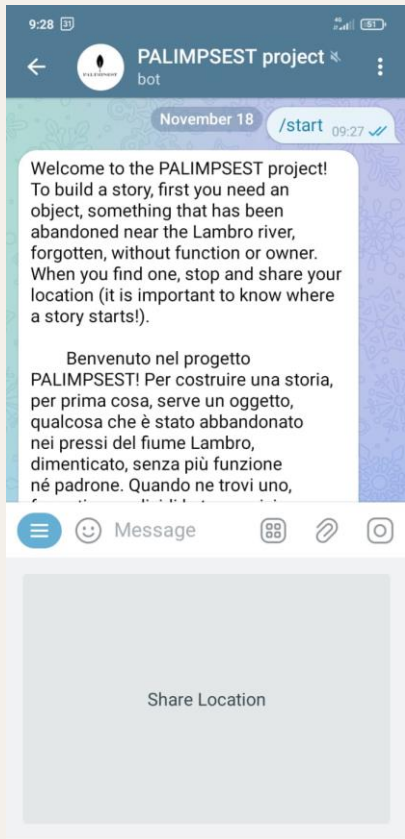 9:28 31
4G 51
PALIMPSEST project
PALIMPSEST
bot
November 18
/start 09:27
Welcome to the PALIMPSEST project!
To build a story, first you need an
object, something that has been
abandoned near the Lambro river,
forgotten, without function or owner.
When you find one, stop and share your
location (it is important to know where
a story starts!).
Benvenuto nel progetto
PALIMPSEST! Per costruire una storia,
per prima cosa, serve un oggetto,
qualcosa che è stato abbandonato
nei pressi del fiume Lambro,
dimenticato, senza più funzione
né padrone. Quando ne trovi uno,
Message
Share Location